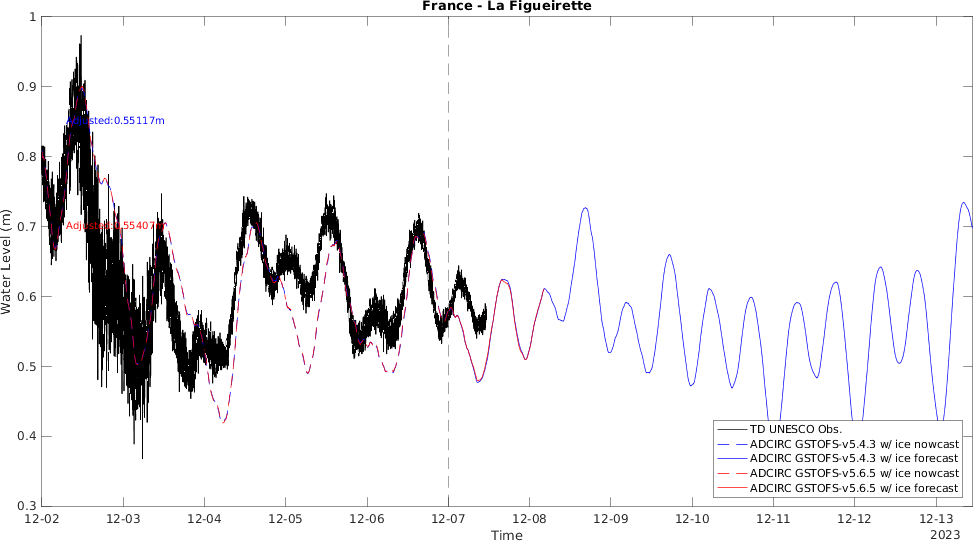 France - La Figueirette
1
0.9
0.8
0.7
0.6
0.5
0.4
0.3
Water Level (m)
Adjusted:0.55117m
Adjusted:0.55407m
TD UNESCO Obs.
ADCIRC GSTOFS-v5.4.3 w/ ice nowcast
ADCIRC GSTOFS-v5.4.3 w/ ice forecast
ADCIRC GSTOFS-v5.6.5 w/ ice nowcast
ADCIRC GSTOFS-v5.6.5 w/ ice forecast
12-02 12-03 12-04 12-05 12-06 12-07 12-08 12-09 12-10 12-11 12-12 12-13
Time
2023